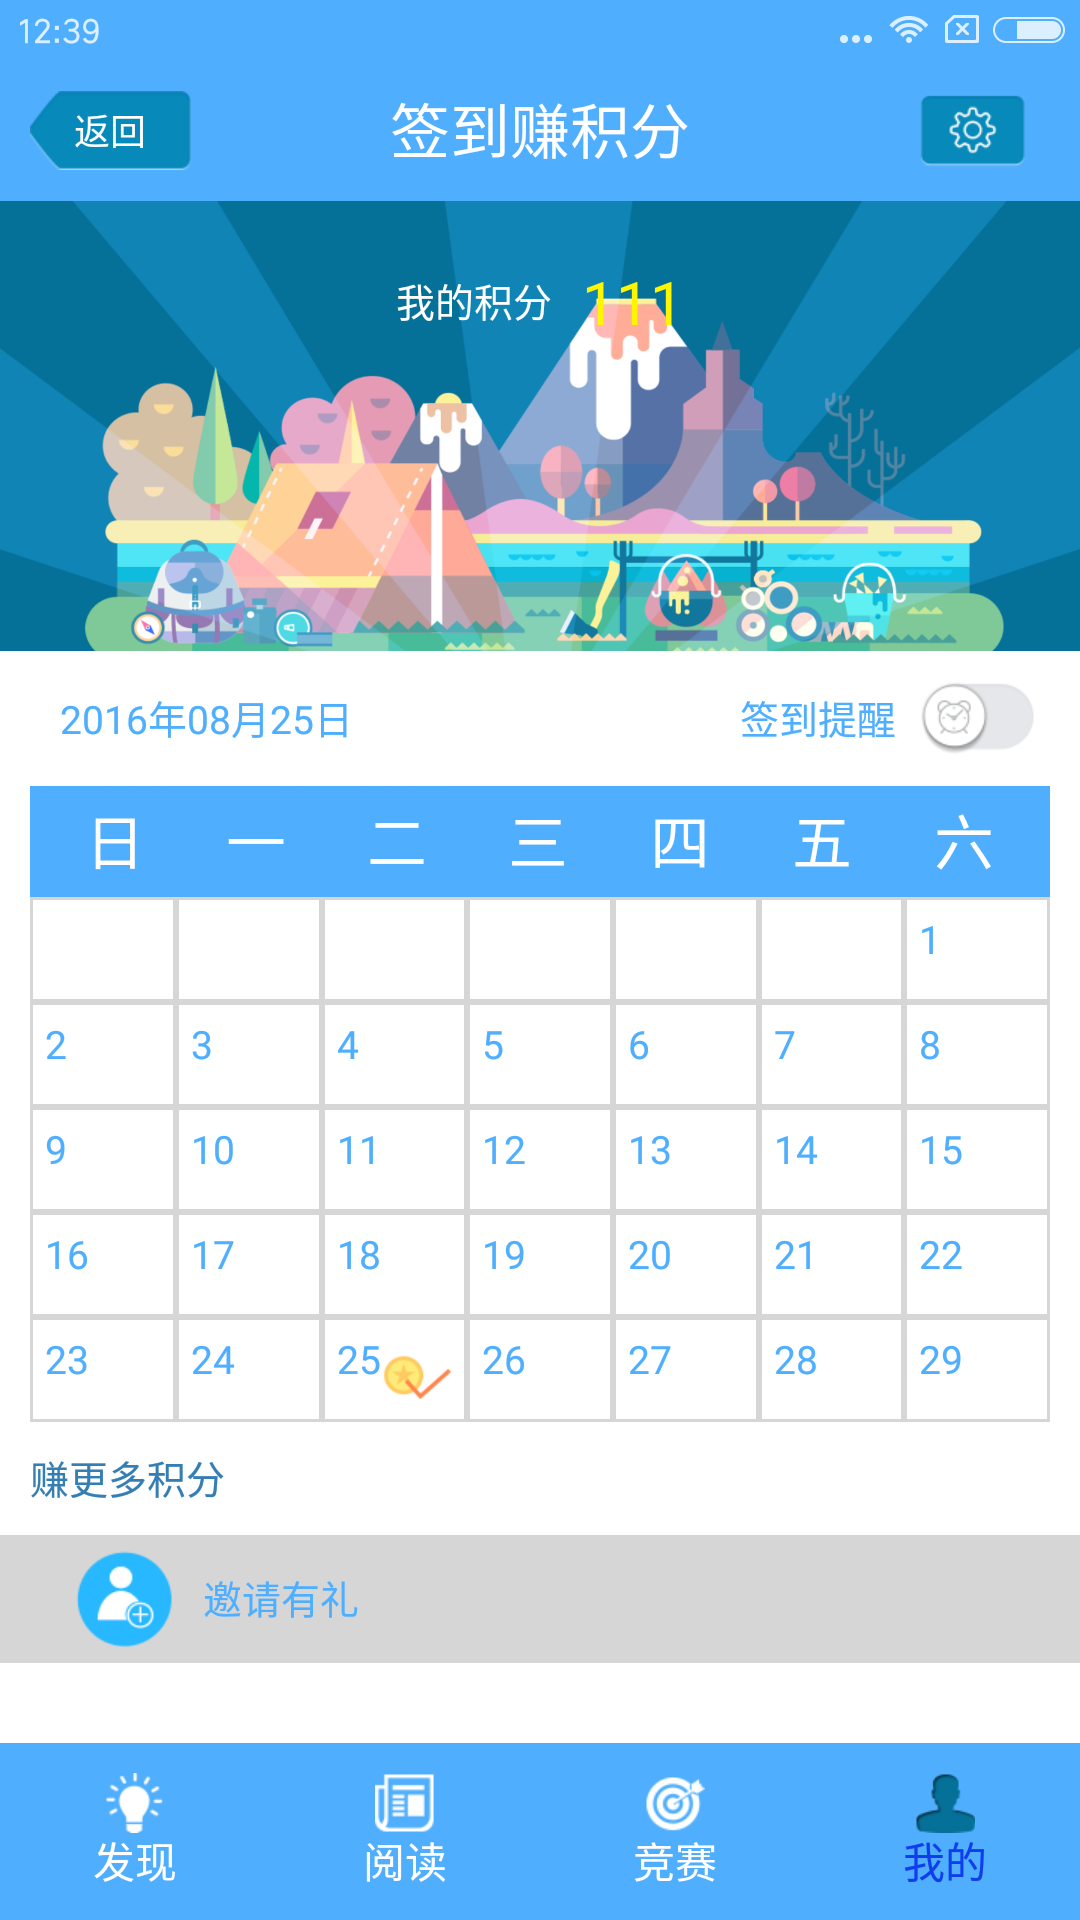 12:39
返回
签到赚积分
我的积分 111
2016年08月25日 签到提醒
日 一 二 三 四 五 六
1
2 3 4 5 6 7 8
9 10 11 12 13 14 15
16 17 18 19 20 21 22
23 24 25 26 27 28 29
赚更多积分
邀请有礼
发现 阅读 竞赛 我的